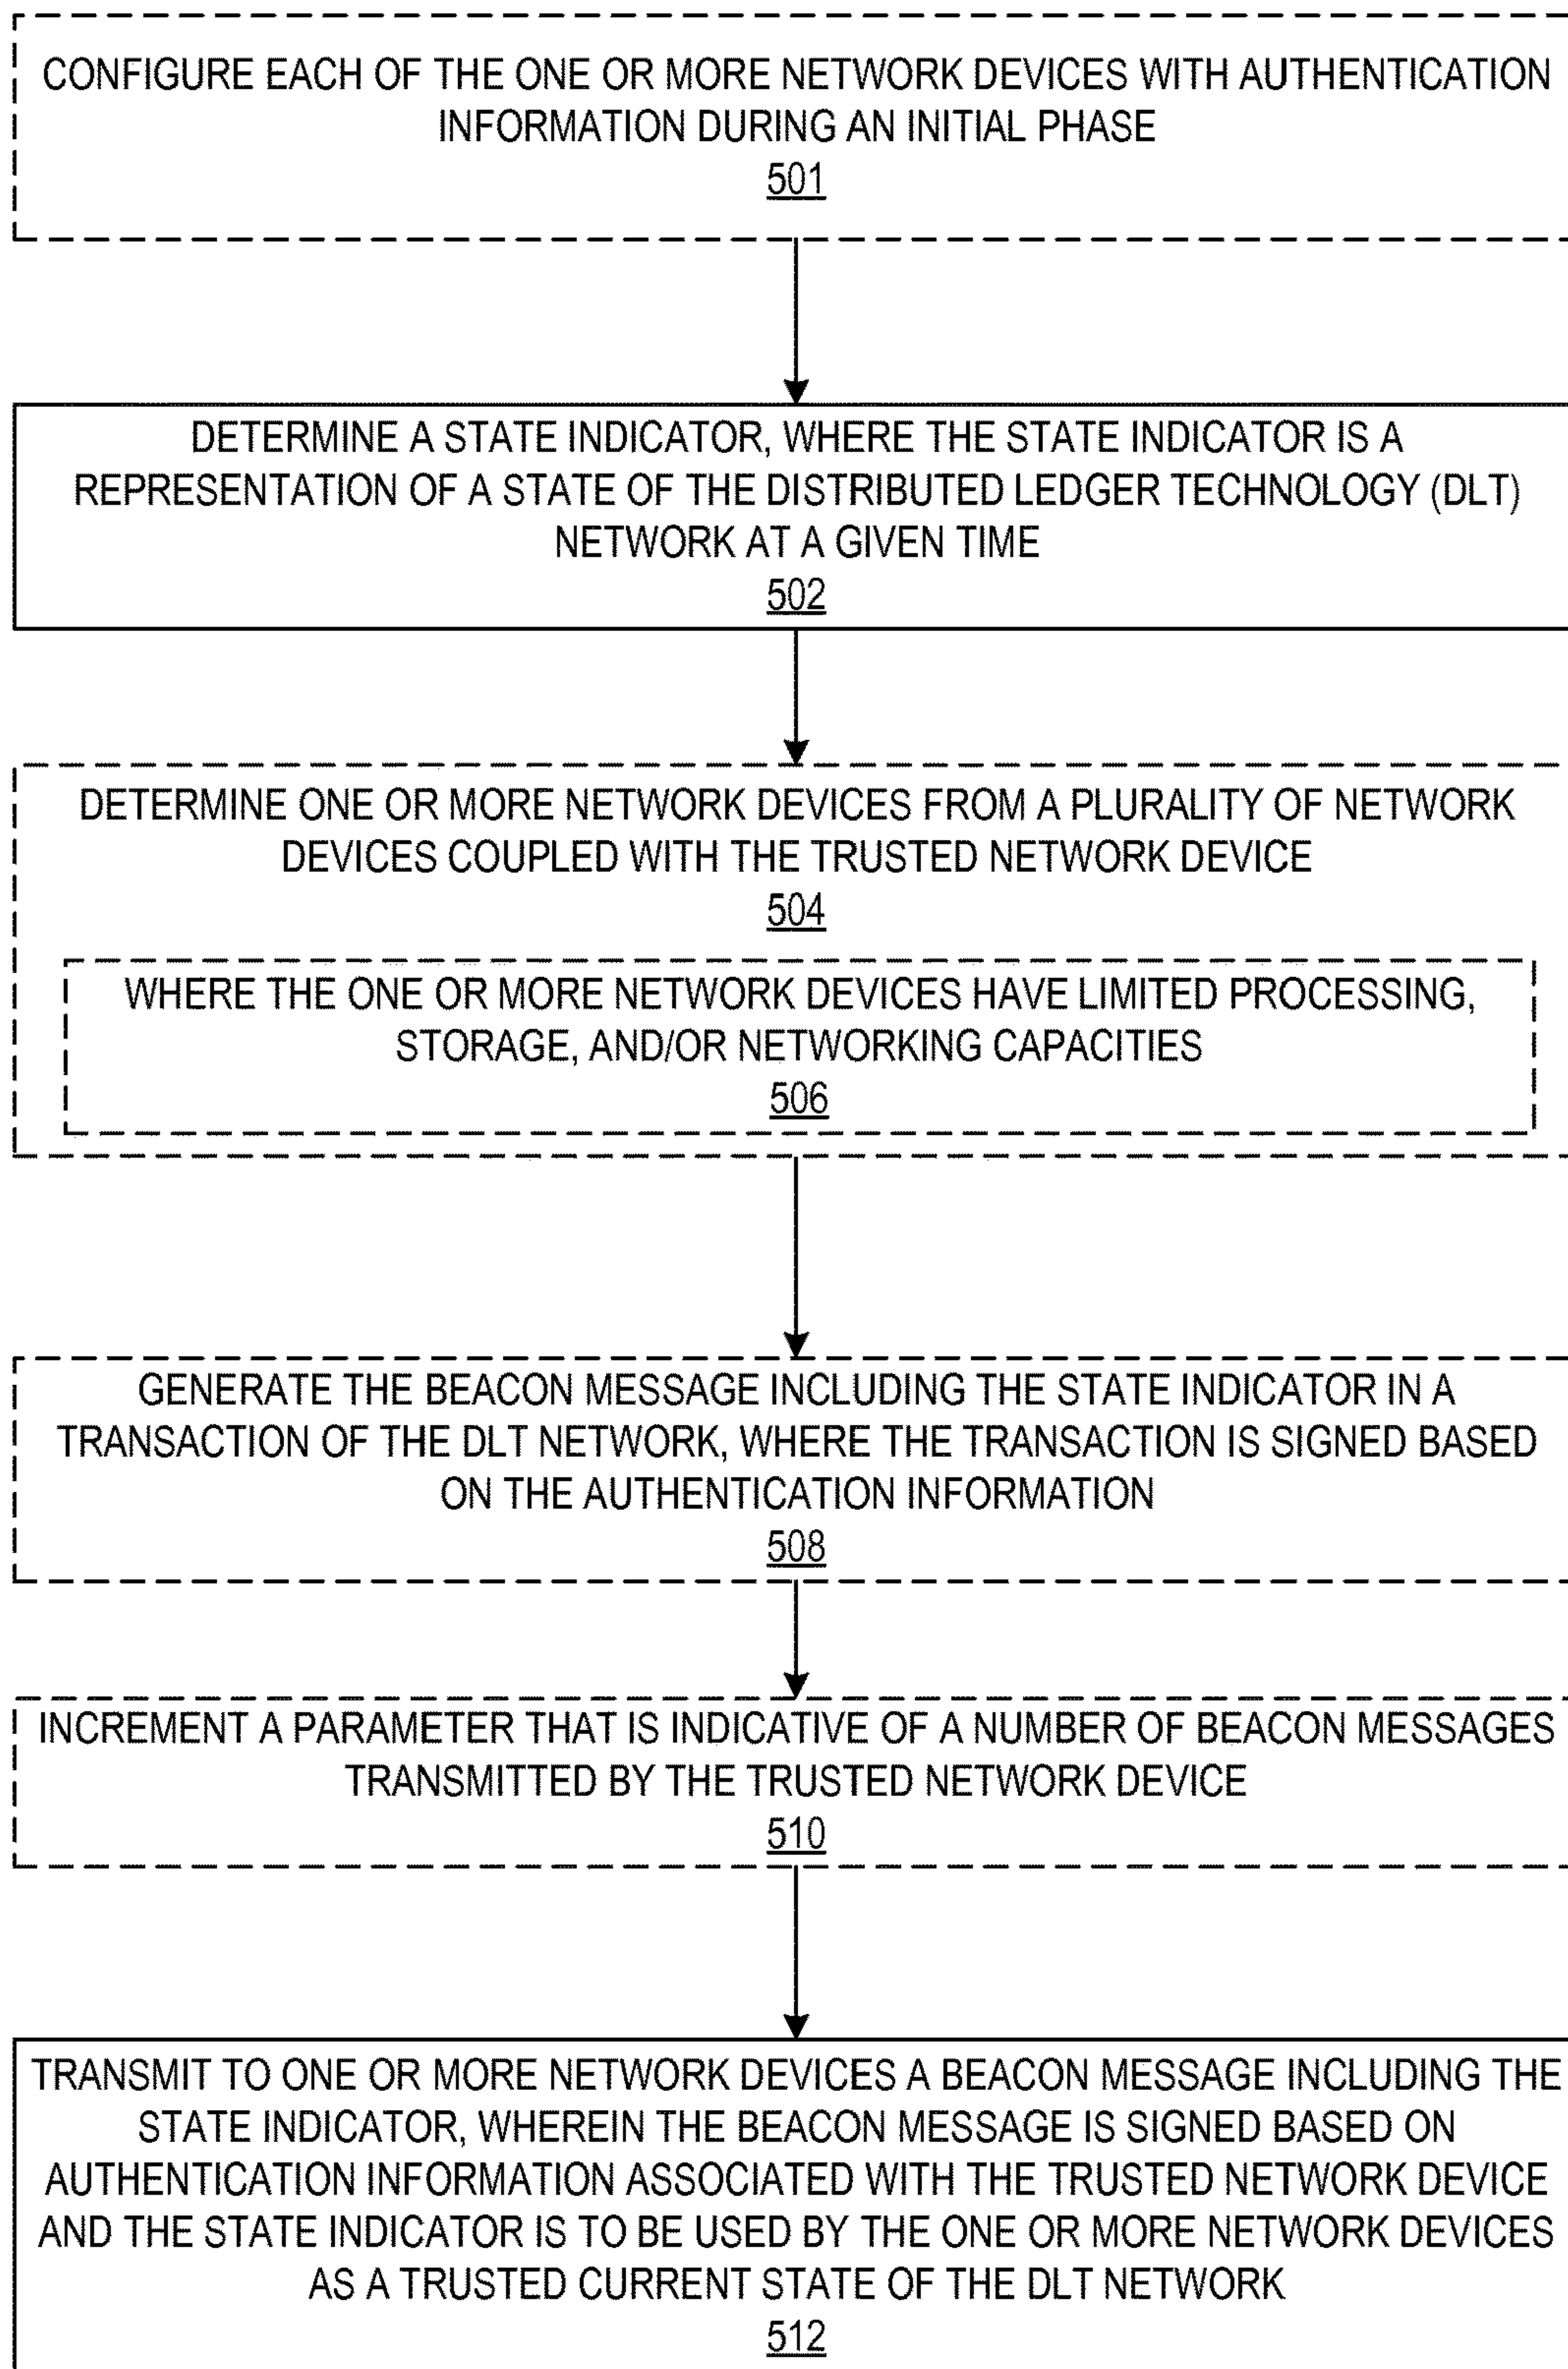 CONFIGURE EACH OF THE ONE OR MORE NETWORK DEVICES WITH AUTHENTICATION
INFORMATION DURING AN INITIAL PHASE
501
DETERMINE A STATE INDICATOR, WHERE THE STATE INDICATOR IS A
REPRESENTATION OF A STATE OF THE DISTRIBUTED LEDGER TECHNOLOGY (DLT)
NETWORK AT A GIVEN TIME
502
DETERMINE ONE OR MORE NETWORK DEVICES FROM A PLURALITY OF NETWORK
DEVICES COUPLED WITH THE TRUSTED NETWORK DEVICE
504
WHERE THE ONE OR MORE NETWORK DEVICES HAVE LIMITED PROCESSING,
STORAGE, AND/OR NETWORKING CAPACITIES
506
GENERATE THE BEACON MESSAGE INCLUDING THE STATE INDICATOR IN A
TRANSACTION OF THE DLT NETWORK, WHERE THE TRANSACTION IS SIGNED BASED
ON THE AUTHENTICATION INFORMATION
508
INCREMENT A PARAMETER THAT IS INDICATIVE OF A NUMBER OF BEACON MESSAGES
TRANSMITTED BY THE TRUSTED NETWORK DEVICE
510
TRANSMIT TO ONE OR MORE NETWORK DEVICES A BEACON MESSAGE INCLUDING THE
STATE INDICATOR, WHEREIN THE BEACON MESSAGE IS SIGNED BASED ON
AUTHENTICATION INFORMATION ASSOCIATED WITH THE TRUSTED NETWORK DEVICE
AND THE STATE INDICATOR IS TO BE USED BY THE ONE OR MORE NETWORK DEVICES
AS A TRUSTED CURRENT STATE OF THE DLT NETWORK
512